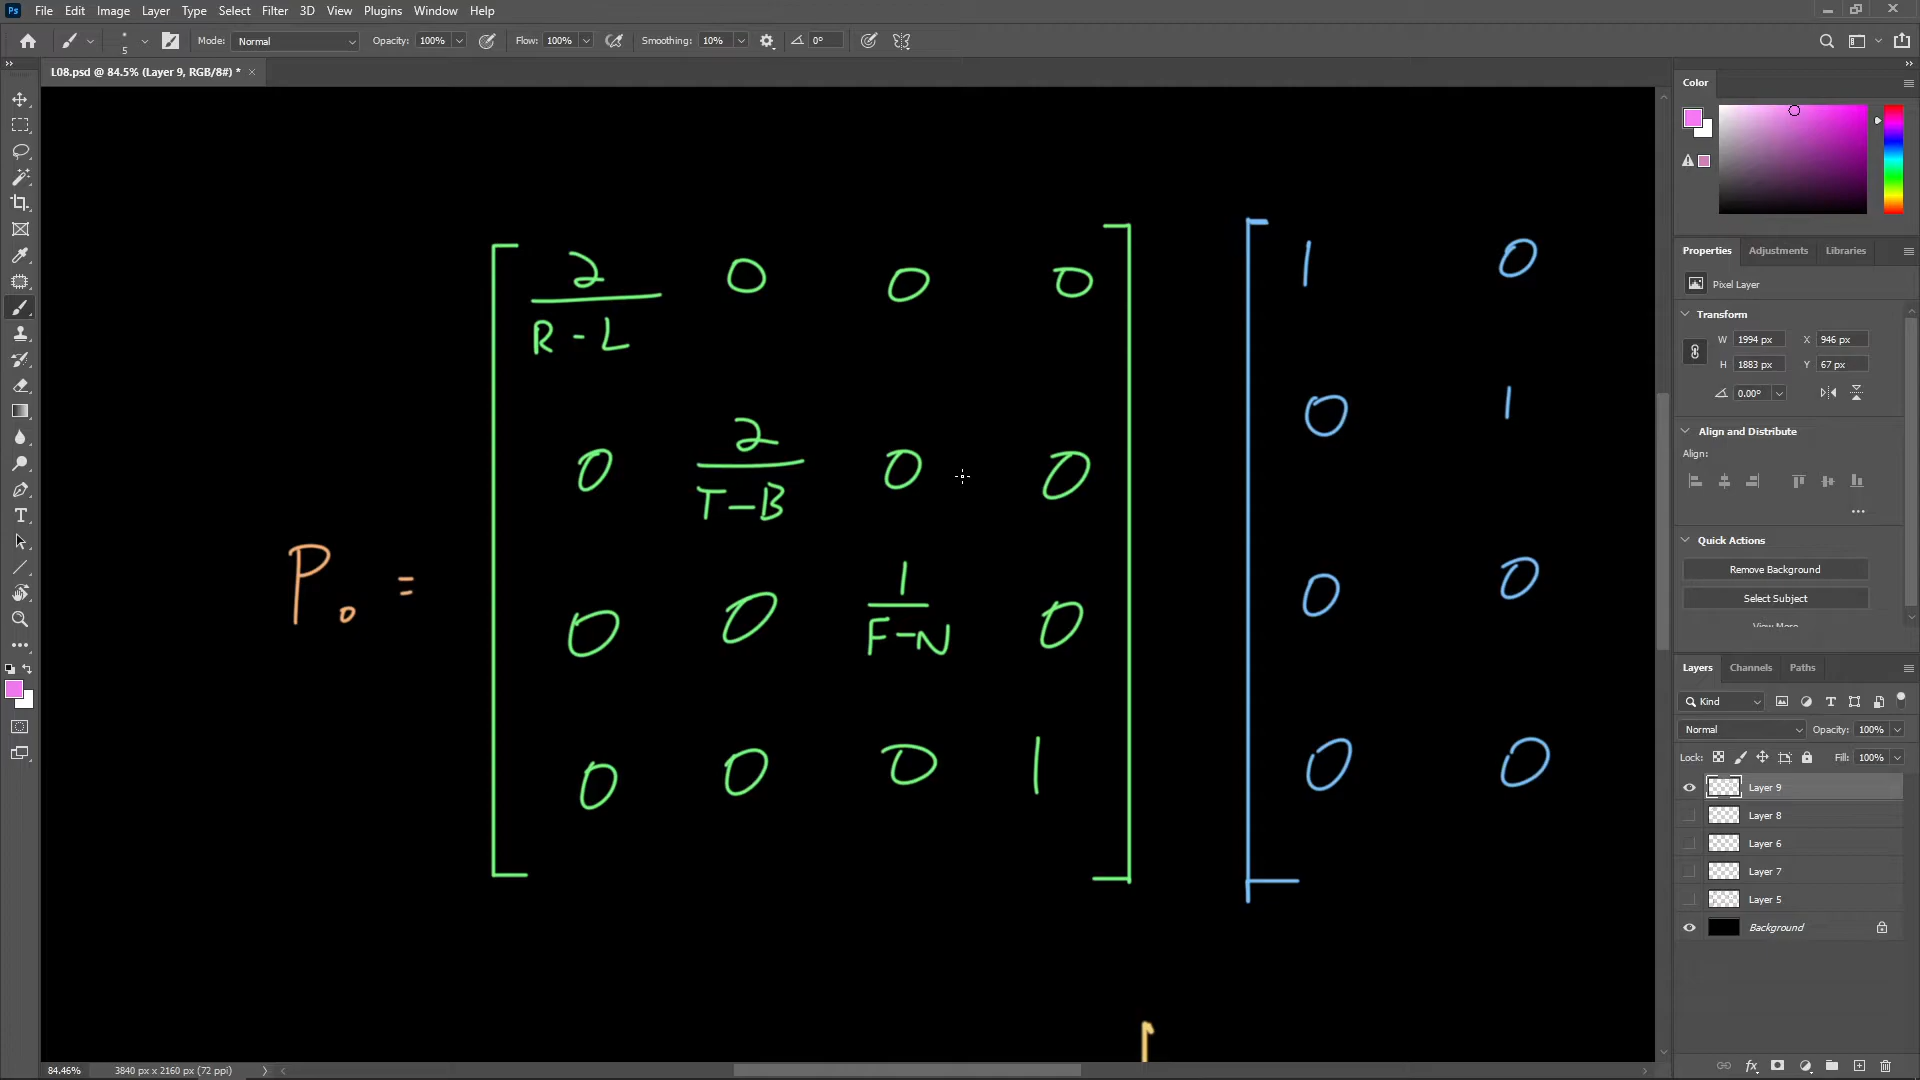 Ps File Edit Image Layer Type Select Filter 3D View Plugins Window Help
5 Mode: Normal Opacity: 100% Flow: 100% Smoothing: 10% 0°
L08.psd @ 84.5% (Layer 9, RGB/8#) * ×
2 0 0 0 1 0
R - L
0 2 0 0 0 1
T - B
P₀ =
0 0 1 0 0 0
F - N
0 0 0 1 0 0
84.46% 3840 px x 2160 px (72 ppi)
Color
Properties Adjustments Libraries
Pixel Layer
Transform
W 1994 px X 946 px
H 1883 px Y 67 px
0.00°
Align and Distribute
Align:
Quick Actions
Remove Background
Select Subject
View More
Layers Channels Paths
Kind
Normal Opacity: 100%
Lock: Fill: 100%
Layer 9
Layer 8
Layer 6
Layer 7
Layer 5
Background
fx